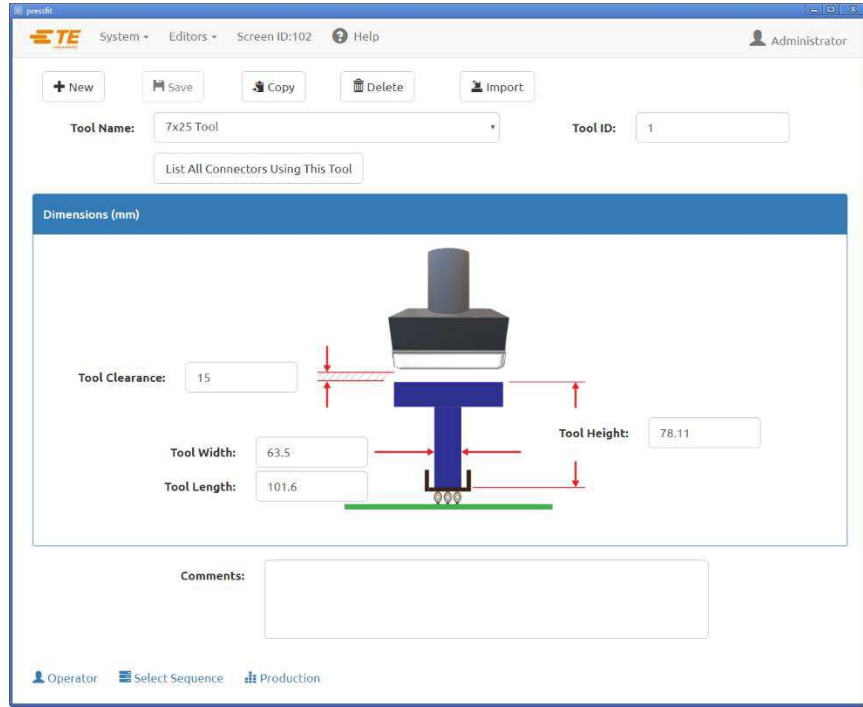 pressfit
TE
connectivity
System
Editors
Screen ID:102
Help
Administrator
New
Save
Copy
Delete
Import
Tool Name:
7x25 Tool
Tool ID:
1
List All Connectors Using This Tool
Dimensions (mm)
Tool Clearance:
15
Tool Height:
78.11
Tool Width:
63.5
Tool Length:
101.6
Comments:
Operator
Select Sequence
Production